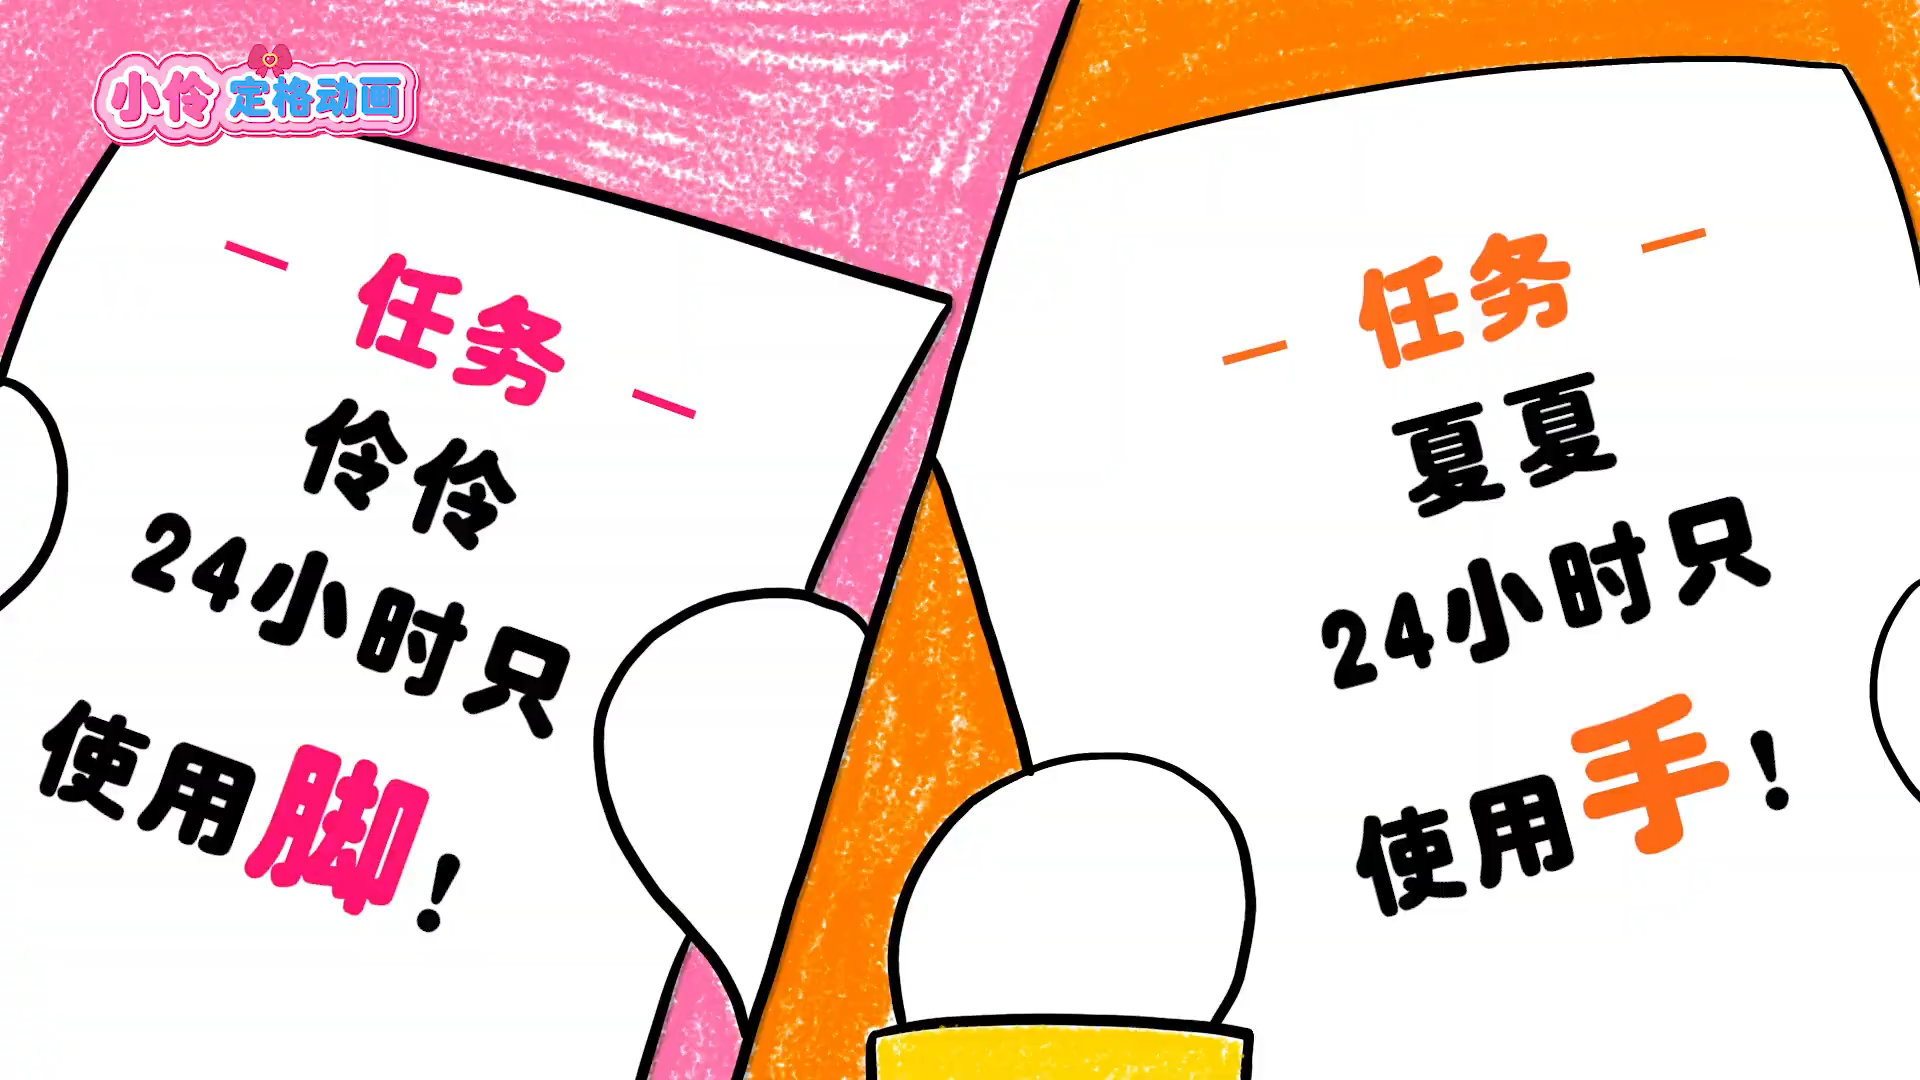 小伶 定格动画
— 任务 —
伶伶
24小时只
使用脚!
— 任务 —
夏夏
24小时只
使用手!